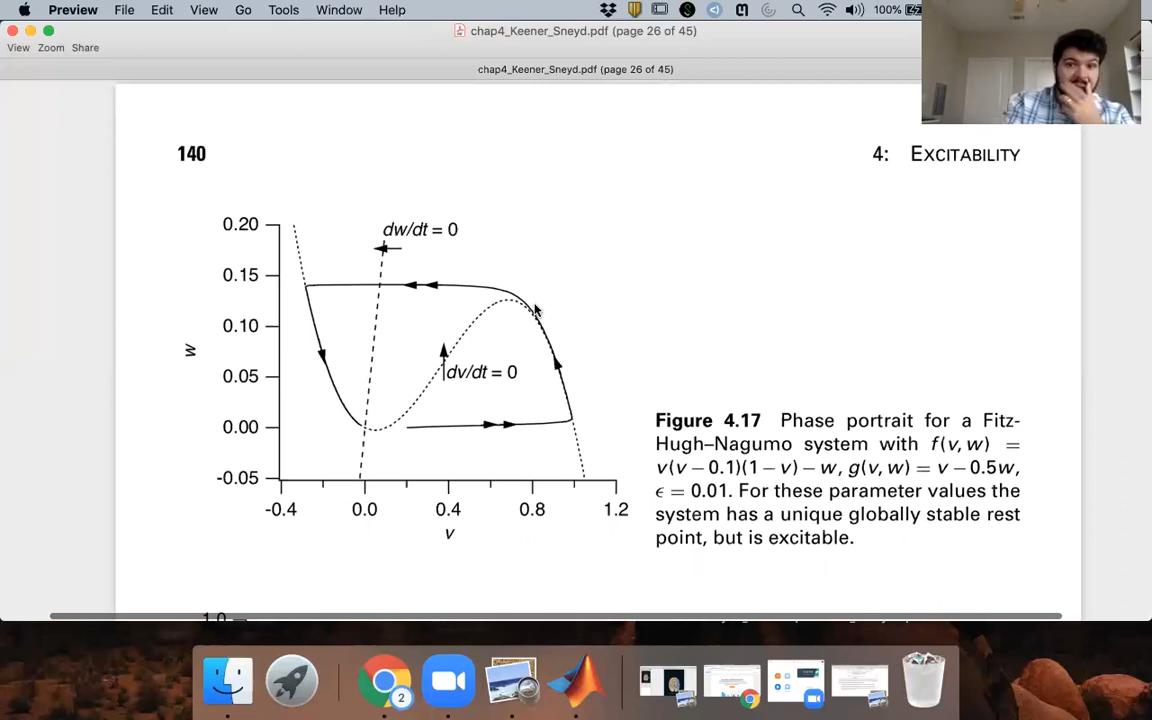 Preview File Edit View Go Tools Window Help 100%
chap4_Keener_Sneyd.pdf (page 26 of 45)
View Zoom Share
chap4_Keener_Sneyd.pdf (page 26 of 45)
140
4: EXCITABILITY
0.20
0.15
0.10
0.05
0.00
-0.05
w
dw/dt = 0
dv/dt = 0
-0.4 0.0 0.4 0.8 1.2
v
Figure 4.17 Phase portrait for a Fitz-
Hugh–Nagumo system with f(v, w) =
v(v − 0.1)(1 − v) − w, g(v, w) = v − 0.5w,
ϵ = 0.01. For these parameter values the
system has a unique globally stable rest
point, but is excitable.
2